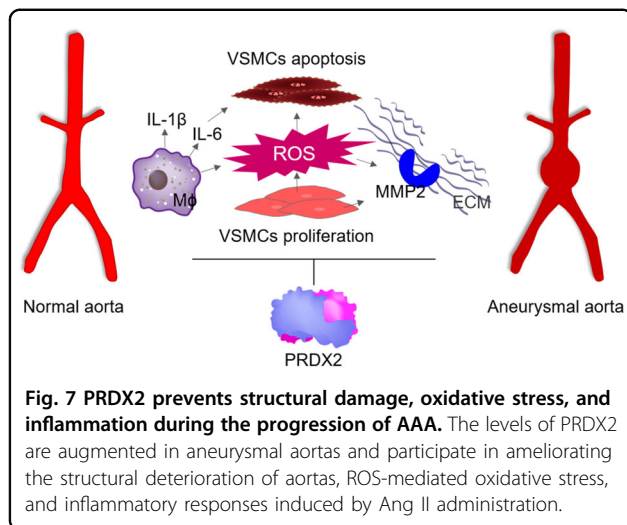 VSMCs apoptosis
IL-1β
IL-6
ROS
Mϕ
MMP2
ECM
VSMCs proliferation
Normal aorta
Aneurysmal aorta
PRDX2
Fig. 7 PRDX2 prevents structural damage, oxidative stress, and
inflammation during the progression of AAA. The levels of PRDX2
are augmented in aneurysmal aortas and participate in ameliorating
the structural deterioration of aortas, ROS-mediated oxidative stress,
and inflammatory responses induced by Ang II administration.